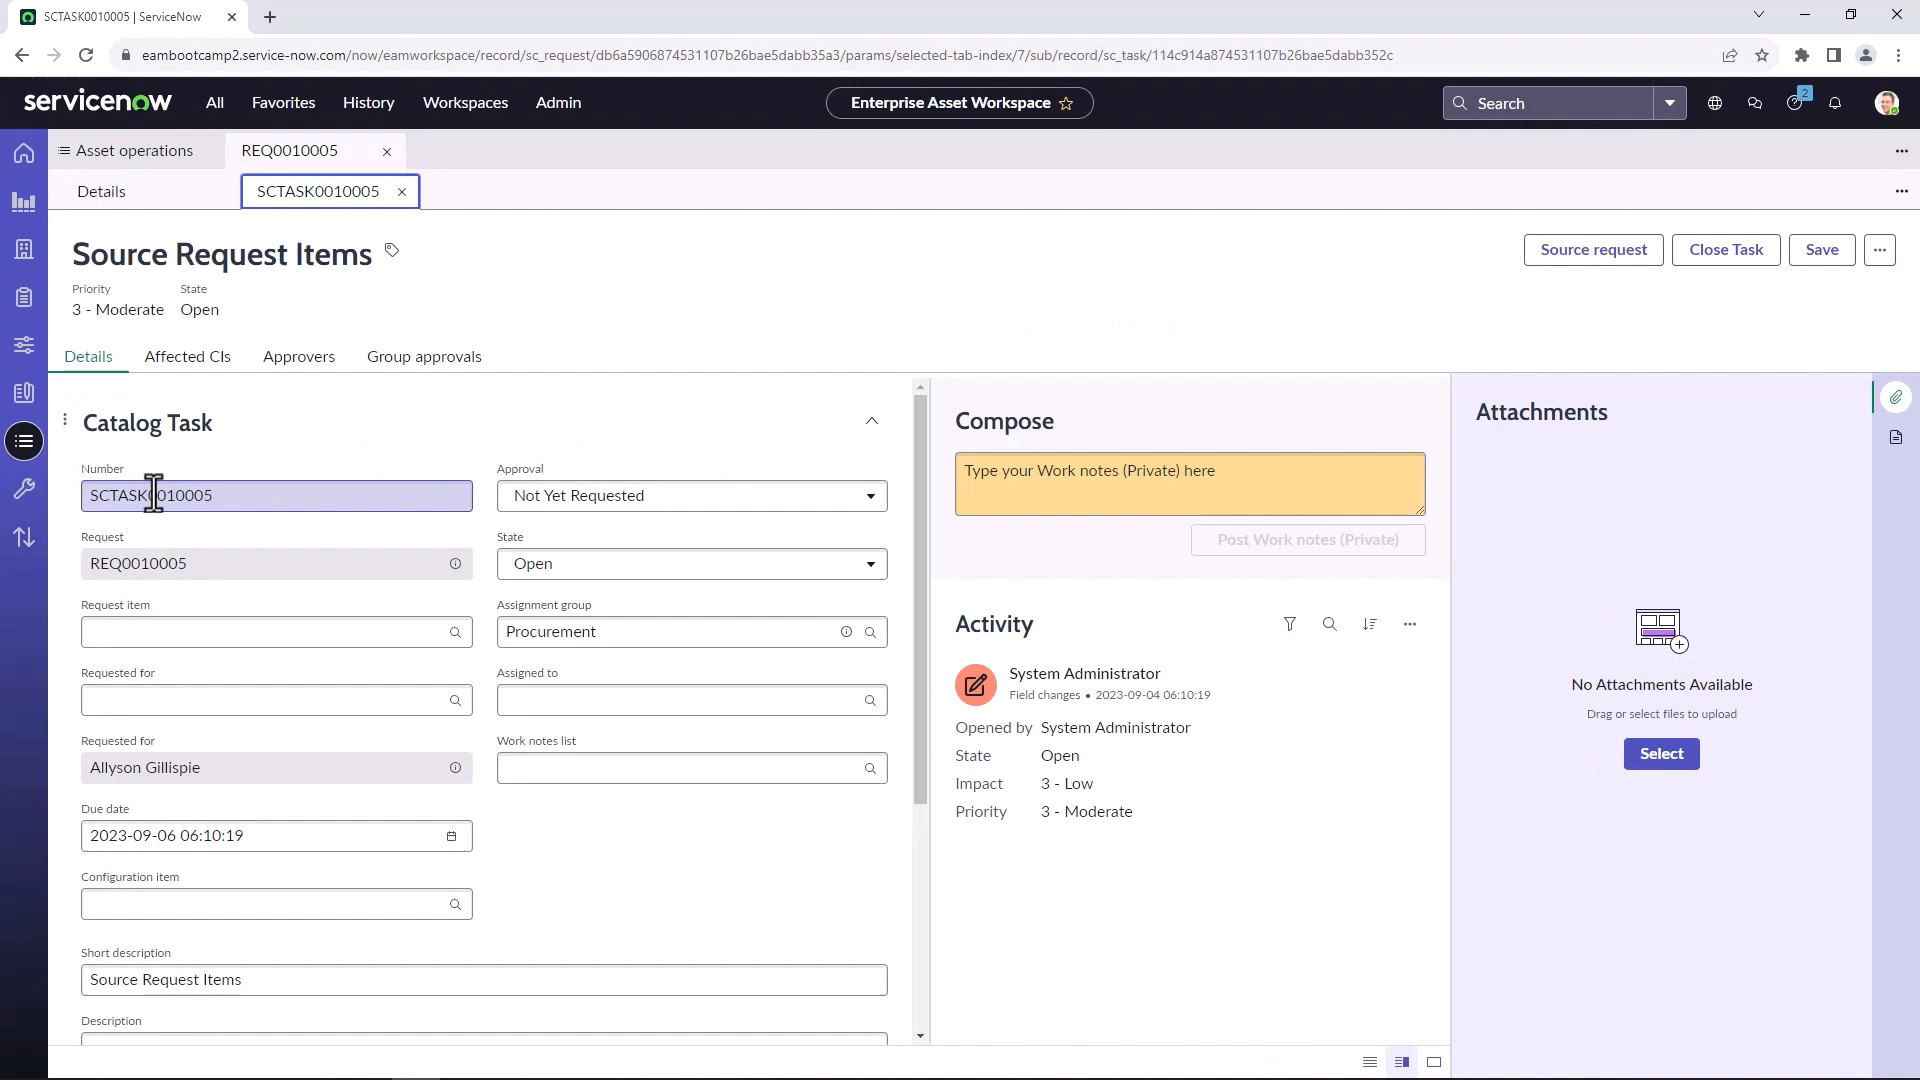 SCTASK0010005 | ServiceNow
eambootcamp2.service-now.com/now/eamworkspace/record/sc_request/db6a5906874531107b26bae5dabb35a3/params/selected-tab-index/7/sub/record/sc_task/114c914a874531107b26bae5dabb352c
servicenow All Favorites History Workspaces Admin Enterprise Asset Workspace Search 2
Asset operations REQ0010005
Details SCTASK0010005
Source Request Items
Source request Close Task Save
Priority State
3 - Moderate Open
Details Affected CIs Approvers Group approvals
Catalog Task
Number
SCTASK0010005
Request
REQ0010005
Request item
Requested for
Requested for
Allyson Gillispie
Due date
2023-09-06 06:10:19
Configuration item
Approval
Not Yet Requested
State
Open
Assignment group
Procurement
Assigned to
Work notes list
Short description
Source Request Items
Description
Compose
Type your Work notes (Private) here
Post Work notes (Private)
Activity
System Administrator
Field changes • 2023-09-04 06:10:19
Opened by System Administrator
State Open
Impact 3 - Low
Priority 3 - Moderate
Attachments
No Attachments Available
Drag or select files to upload
Select